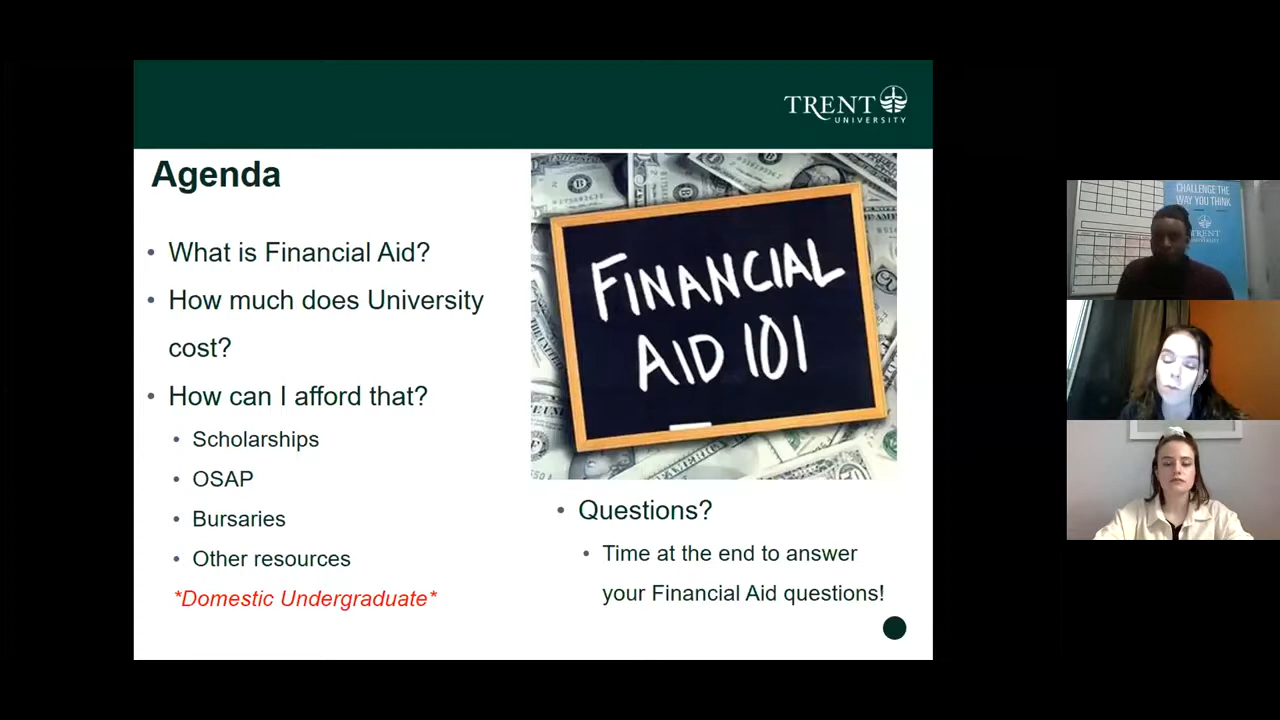 TRENT
UNIVERSITY
Agenda
• What is Financial Aid?
• How much does University
cost?
• How can I afford that?
• Scholarships
• OSAP
• Bursaries
• Other resources
*Domestic Undergraduate*
FINANCIAL
AID 101
• Questions?
• Time at the end to answer
your Financial Aid questions!
CHALLENGE THE
WAY YOU THINK
TRENT
UNIVERSITY